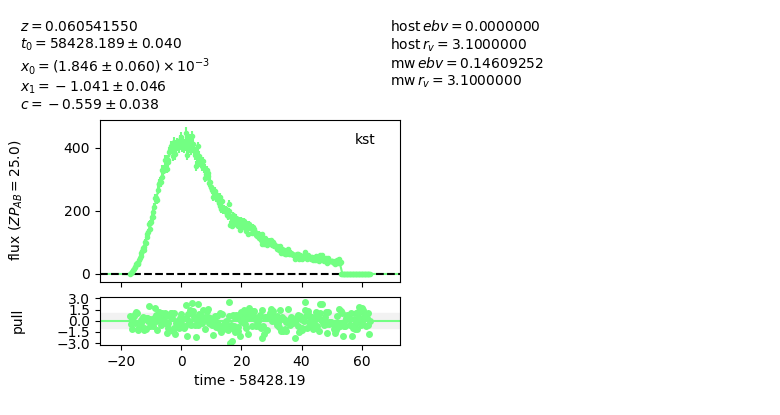 z = 0.060541550
t₀ = 58428.189 ± 0.040
x₀ = (1.846 ± 0.060) × 10⁻³
x₁ = −1.041 ± 0.046
c = −0.559 ± 0.038
host ebv = 0.0000000
host r_v = 3.1000000
mw ebv = 0.14609252
mw r_v = 3.1000000
kst
flux (ZP_AB = 25.0)
400
200
0
pull
3.0
1.5
0.0
−1.5
−3.0
−20 0 20 40 60
time - 58428.19